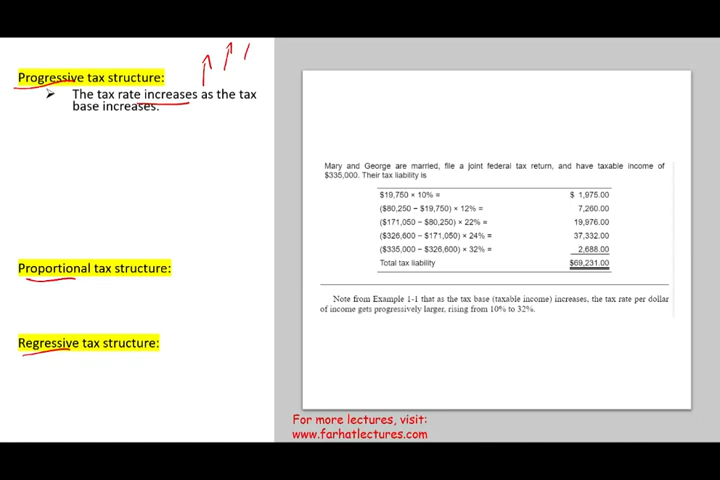 Progressive tax structure:
➤ The tax rate increases as the tax
base increases.
Proportional tax structure:
Regressive tax structure:
Mary and George are married, file a joint federal tax return, and have taxable income of
$335,000. Their tax liability is
$19,750 × 10% = $ 1,975.00
($80,250 − $19,750) × 12% = 7,260.00
($171,050 − $80,250) × 22% = 19,976.00
($326,600 − $171,050) × 24% = 37,332.00
($335,000 − $326,600) × 32% = 2,688.00
Total tax liability $69,231.00
Note from Example 1-1 that as the tax base (taxable income) increases, the tax rate per dollar
of income gets progressively larger, rising from 10% to 32%.
For more lectures, visit:
www.farhatlectures.com